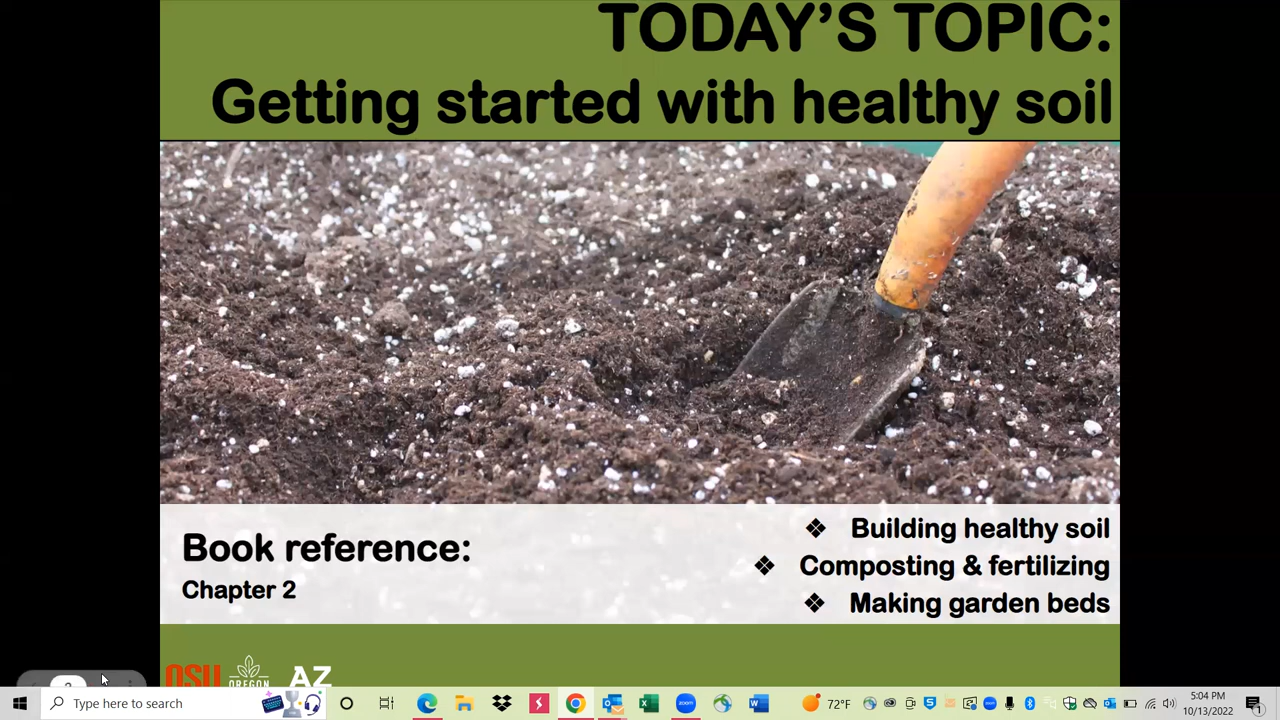 TODAY'S TOPIC:
Getting started with healthy soil
Book reference:
Chapter 2
❖ Building healthy soil
❖ Composting & fertilizing
❖ Making garden beds
OSU
OREGON
AZ
Type here to search
72°F
5:04 PM
10/13/2022